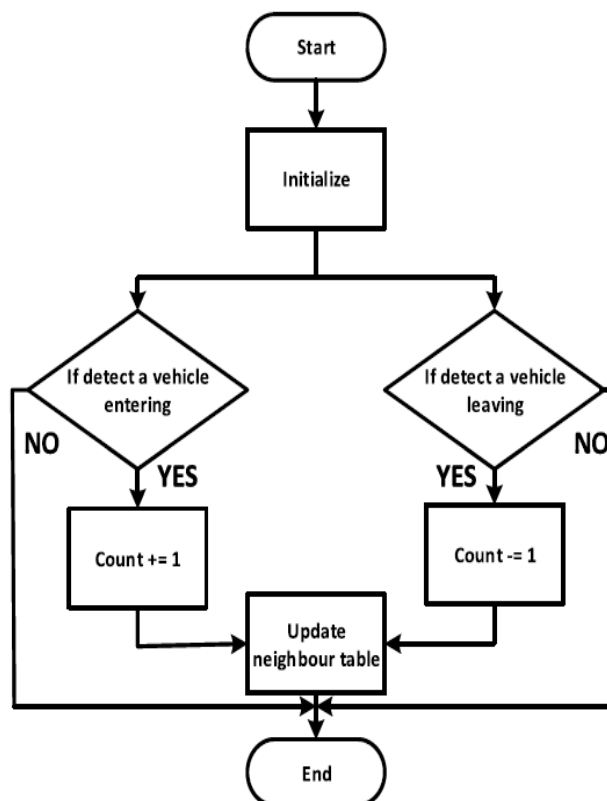 Start
Initialize
If detect a vehicle
entering
If detect a vehicle
leaving
NO
YES
YES
NO
Count += 1
Count -= 1
Update
neighbour table
End